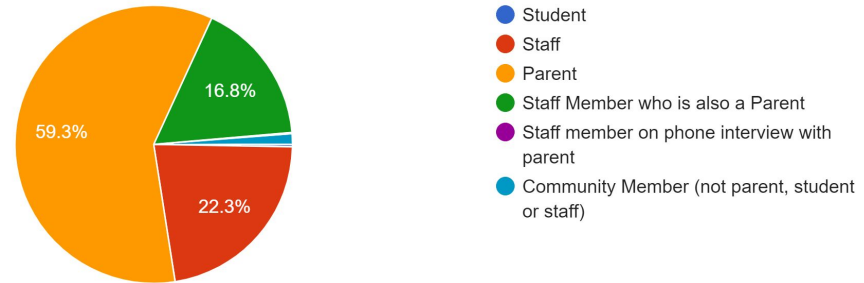 Student
Staff
Parent
Staff Member who is also a Parent
Staff member on phone interview with
parent
Community Member (not parent, student
or staff)
16.8%
59.3%
22.3%